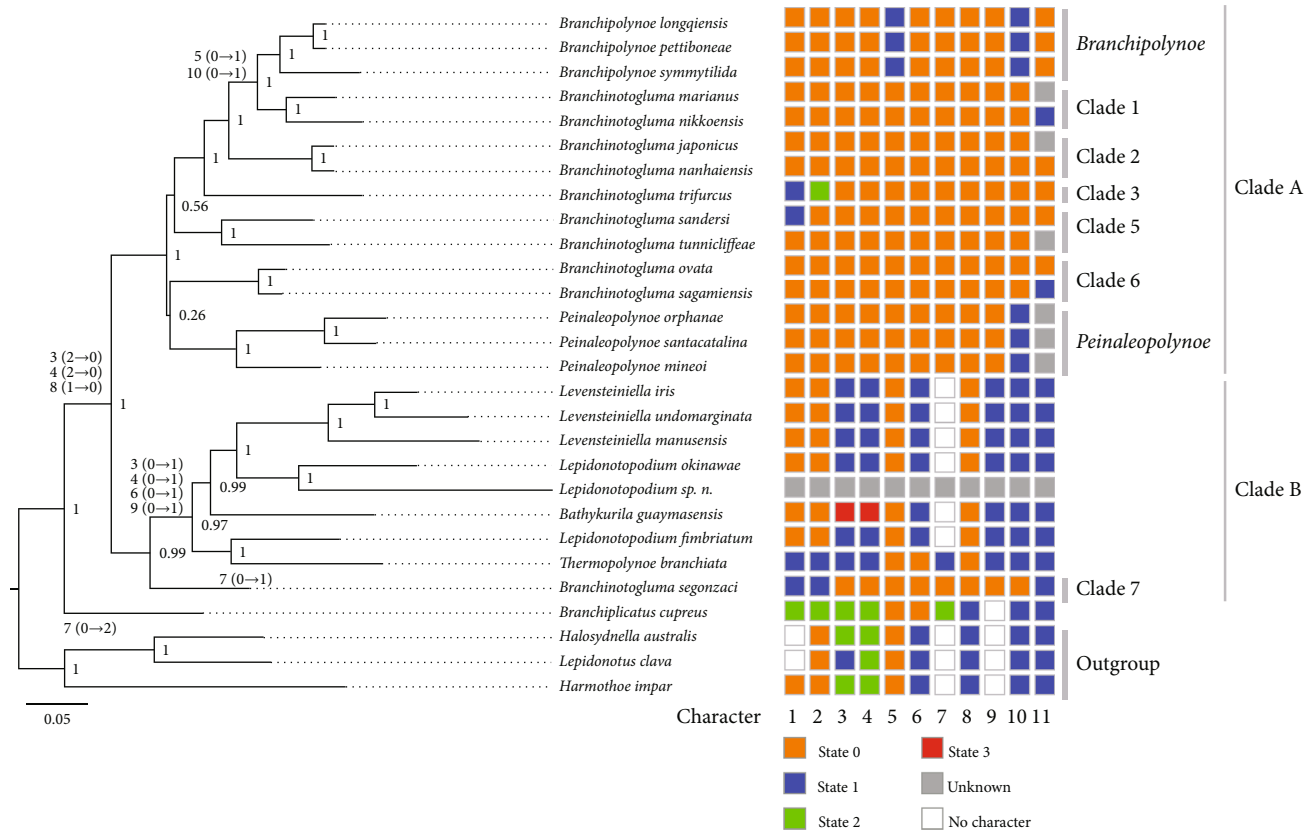 Branchipolynoe longqiensis
Branchipolynoe pettiboneae
Branchipolynoe symmytilida
Branchinotogluma marianus
Branchinotogluma nikkoensis
Branchinotogluma japonicus
Branchinotogluma nanhaiensis
Branchinotogluma trifurcus
Branchinotogluma sandersi
Branchinotogluma tunnicliffeae
Branchinotogluma ovata
Branchinotogluma sagamiensis
Peinaleopolynoe orphanae
Peinaleopolynoe santacatalina
Peinaleopolynoe mineoi
Levensteiniella iris
Levensteiniella undomarginata
Levensteiniella manusensis
Lepidonotopodium okinawae
Lepidonotopodium sp. n.
Bathykurila guaymasensis
Lepidonotopodium fimbriatum
Thermopolynoe branchiata
Branchinotogluma segonzaci
Branchiplicatus cupreus
Halosydnella australis
Lepidonotus clava
Harmothoe impar
1
1
5 (0→1)
10 (0→1)
1
1
1
1
1
0.56
1
1
1
0.26
1
1
3 (2→0)
4 (2→0)
8 (1→0)
1
1
1
1
3 (0→1)
4 (0→1)
6 (0→1)
9 (0→1)
0.99
1
0.97
0.99
1
1
7 (0→1)
7 (0→2)
1
1
0.05
Branchipolynoe
Clade 1
Clade 2
Clade 3
Clade 5
Clade 6
Peinaleopolynoe
Clade 7
Outgroup
Clade A
Clade B
Character 1 2 3 4 5 6 7 8 9 10 11
State 0
State 1
State 2
State 3
Unknown
No character